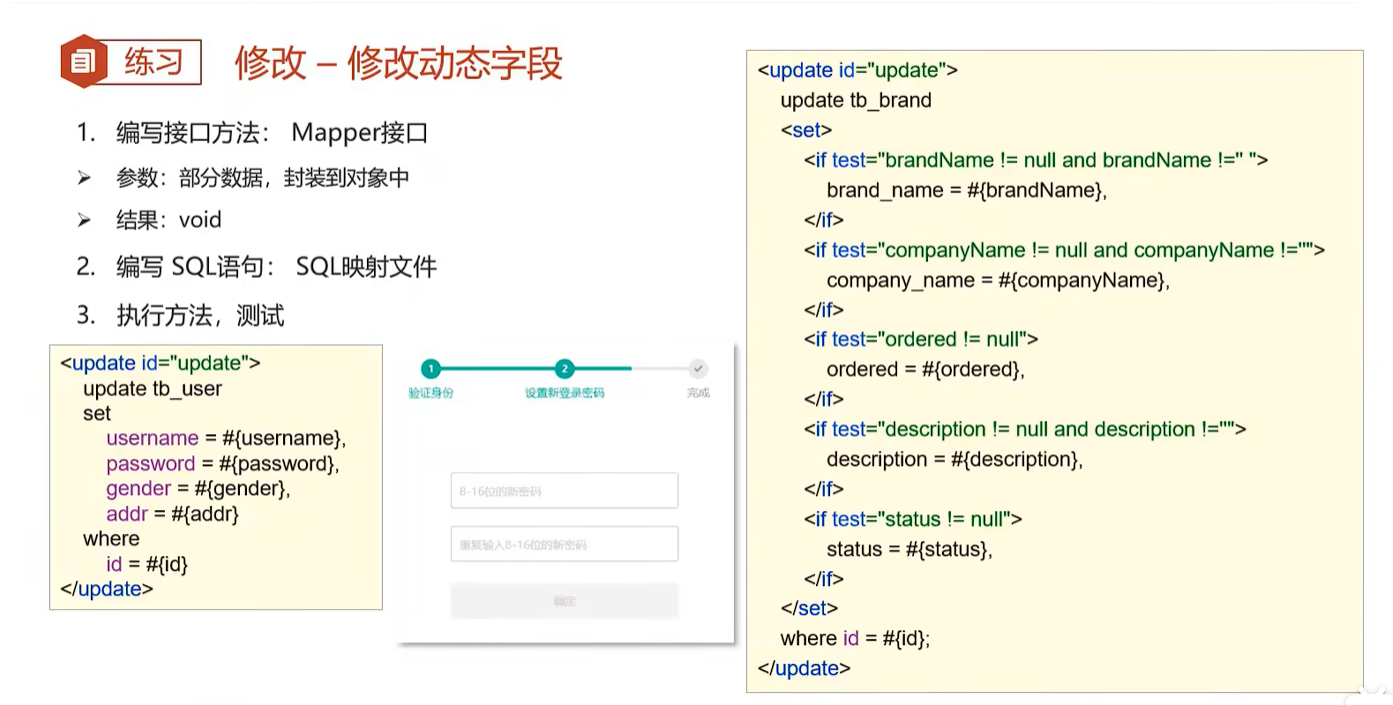 练习
修改 – 修改动态字段
1. 编写接口方法： Mapper接口
➢ 参数：部分数据，封装到对象中
➢ 结果：void
2. 编写 SQL语句： SQL映射文件
3. 执行方法，测试
<update id="update">
update tb_user
set
username = #{username},
password = #{password},
gender = #{gender},
addr = #{addr}
where
id = #{id}
</update>
1
2
验证身份
设置新登录密码
完成
8-16位的新密码
重复输入8-16位的新密码
确定
<update id="update">
update tb_brand
<set>
<if test="brandName != null and brandName !=" ">
brand_name = #{brandName},
</if>
<if test="companyName != null and companyName !="">
company_name = #{companyName},
</if>
<if test="ordered != null">
ordered = #{ordered},
</if>
<if test="description != null and description !="">
description = #{description},
</if>
<if test="status != null">
status = #{status},
</if>
</set>
where id = #{id};
</update>